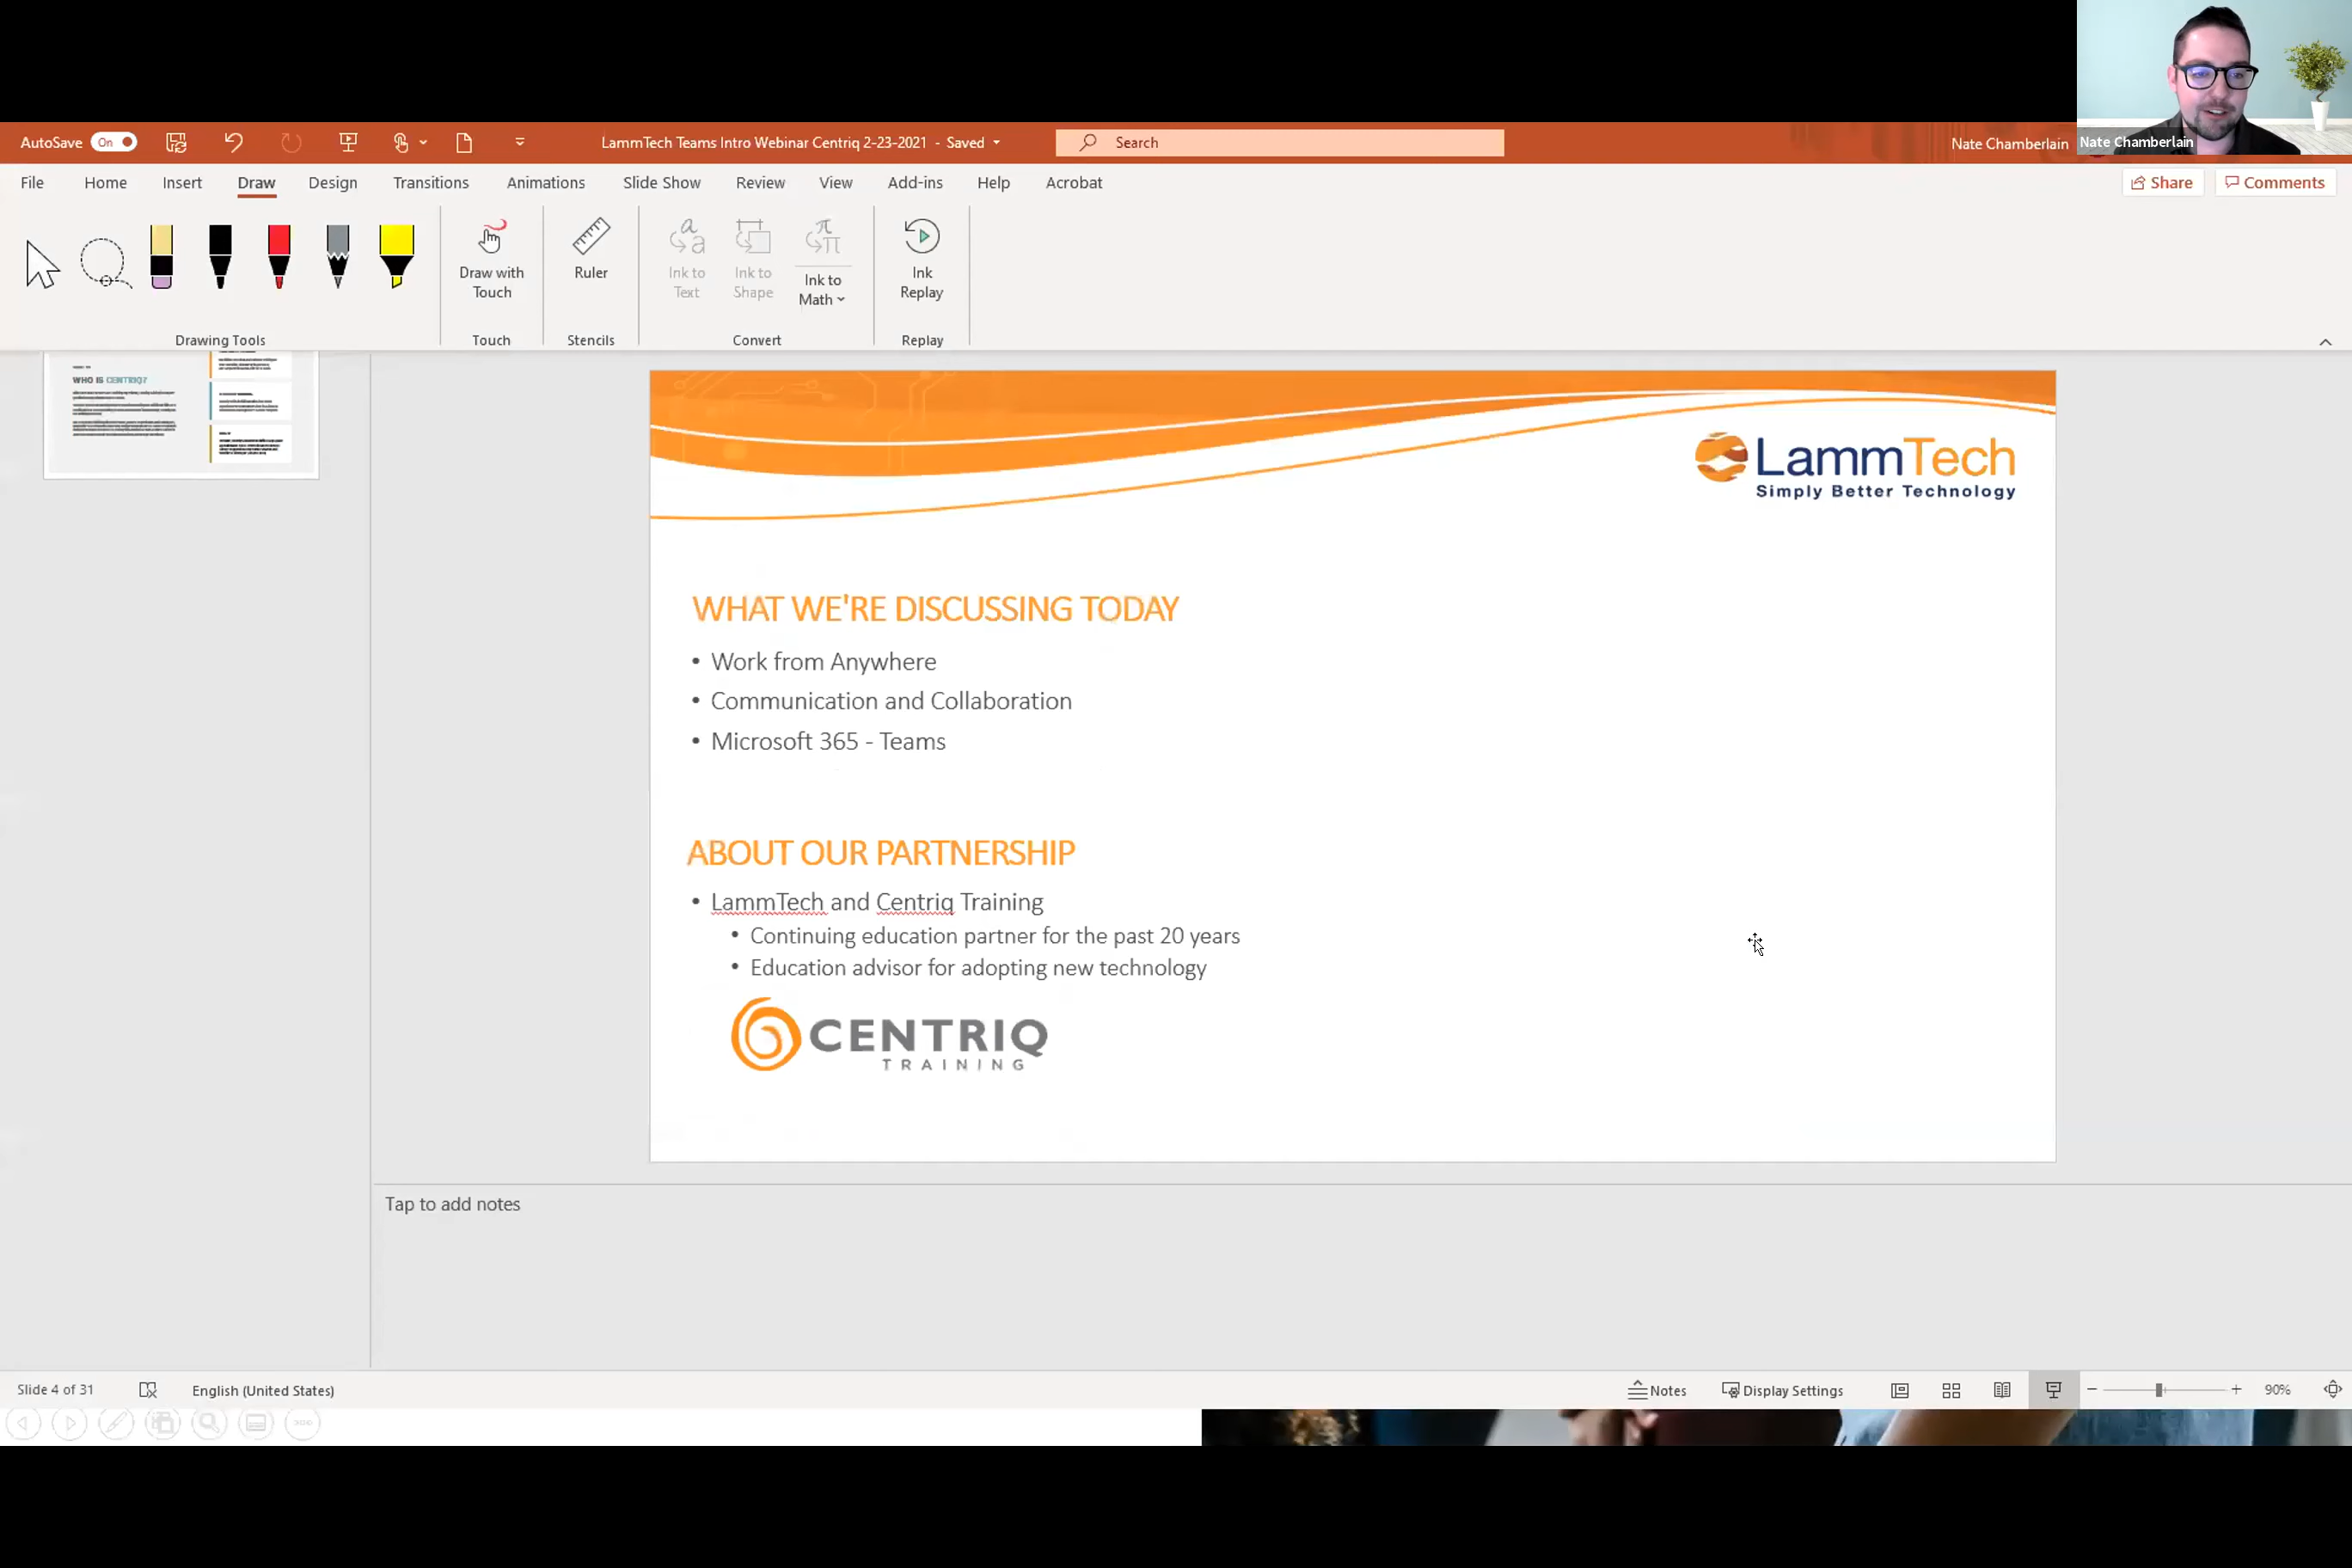 Nate Chamberlain
AutoSave On LammTech Teams Intro Webinar Centriq 2-23-2021 - Saved Search Nate Chamberlain
File Home Insert Draw Design Transitions Animations Slide Show Review View Add-ins Help Acrobat Share Comments
Draw with Touch
Ruler
Ink to Text
Ink to Shape
Ink to Math
Ink Replay
Drawing Tools Touch Stencils Convert Replay
WHO IS CENTRIQ?
LammTech
Simply Better Technology
WHAT WE'RE DISCUSSING TODAY
• Work from Anywhere
• Communication and Collaboration
• Microsoft 365 - Teams
ABOUT OUR PARTNERSHIP
• LammTech and Centriq Training
• Continuing education partner for the past 20 years
• Education advisor for adopting new technology
CENTRIQ
TRAINING
Tap to add notes
Slide 4 of 31 English (United States) Notes Display Settings 90%